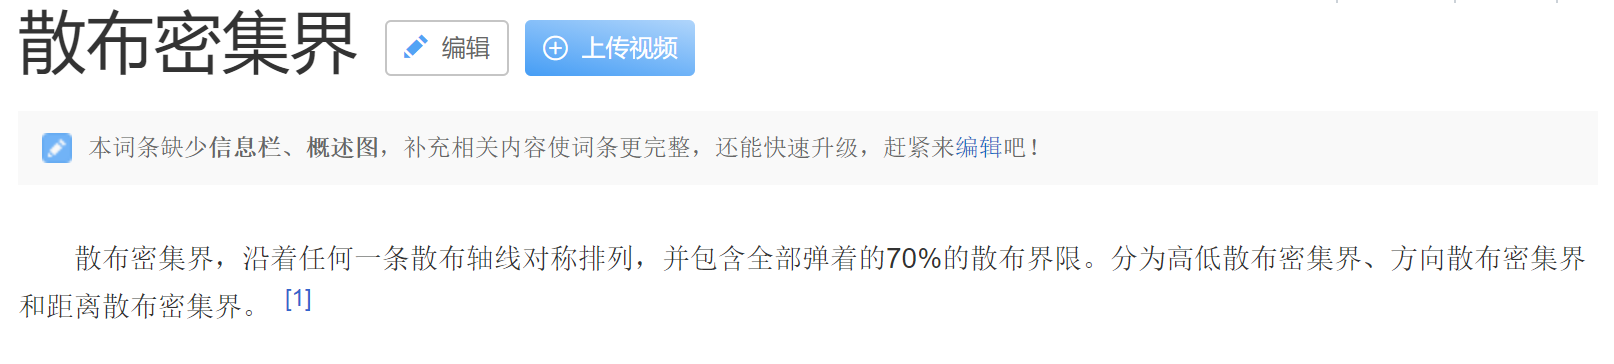 散布密集界 编辑 上传视频
本词条缺少信息栏、概述图，补充相关内容使词条更完整，还能快速升级，赶紧来编辑吧！
散布密集界，沿着任何一条散布轴线对称排列，并包含全部弹着的70%的散布界限。分为高低散布密集界、方向散布密集界
和距离散布密集界。 [1]